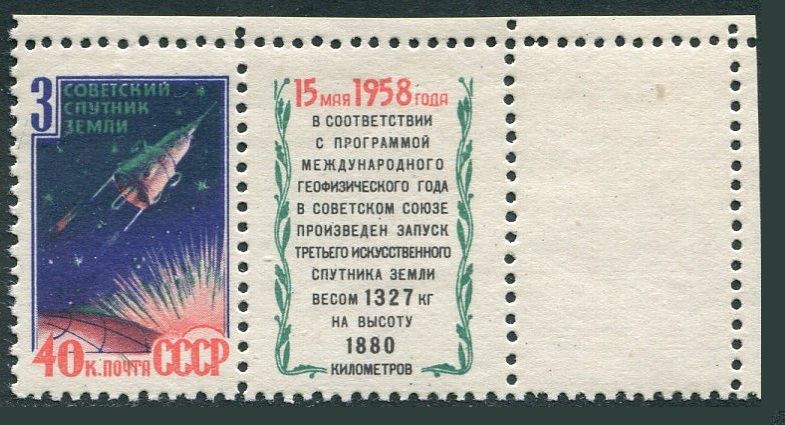 3 СОВЕТСКИЙ
СПУТНИК
ЗЕМЛИ
40 К. ПОЧТА СССР
15 МАЯ 1958 ГОДА
В СООТВЕТСТВИИ
С ПРОГРАММОЙ
МЕЖДУНАРОДНОГО
ГЕОФИЗИЧЕСКОГО ГОДА
В СОВЕТСКОМ СОЮЗЕ
ПРОИЗВЕДЕН ЗАПУСК
ТРЕТЬЕГО ИСКУССТВЕННОГО
СПУТНИКА ЗЕМЛИ
ВЕСОМ 1327 КГ
НА ВЫСОТУ
1880
КИЛОМЕТРОВ